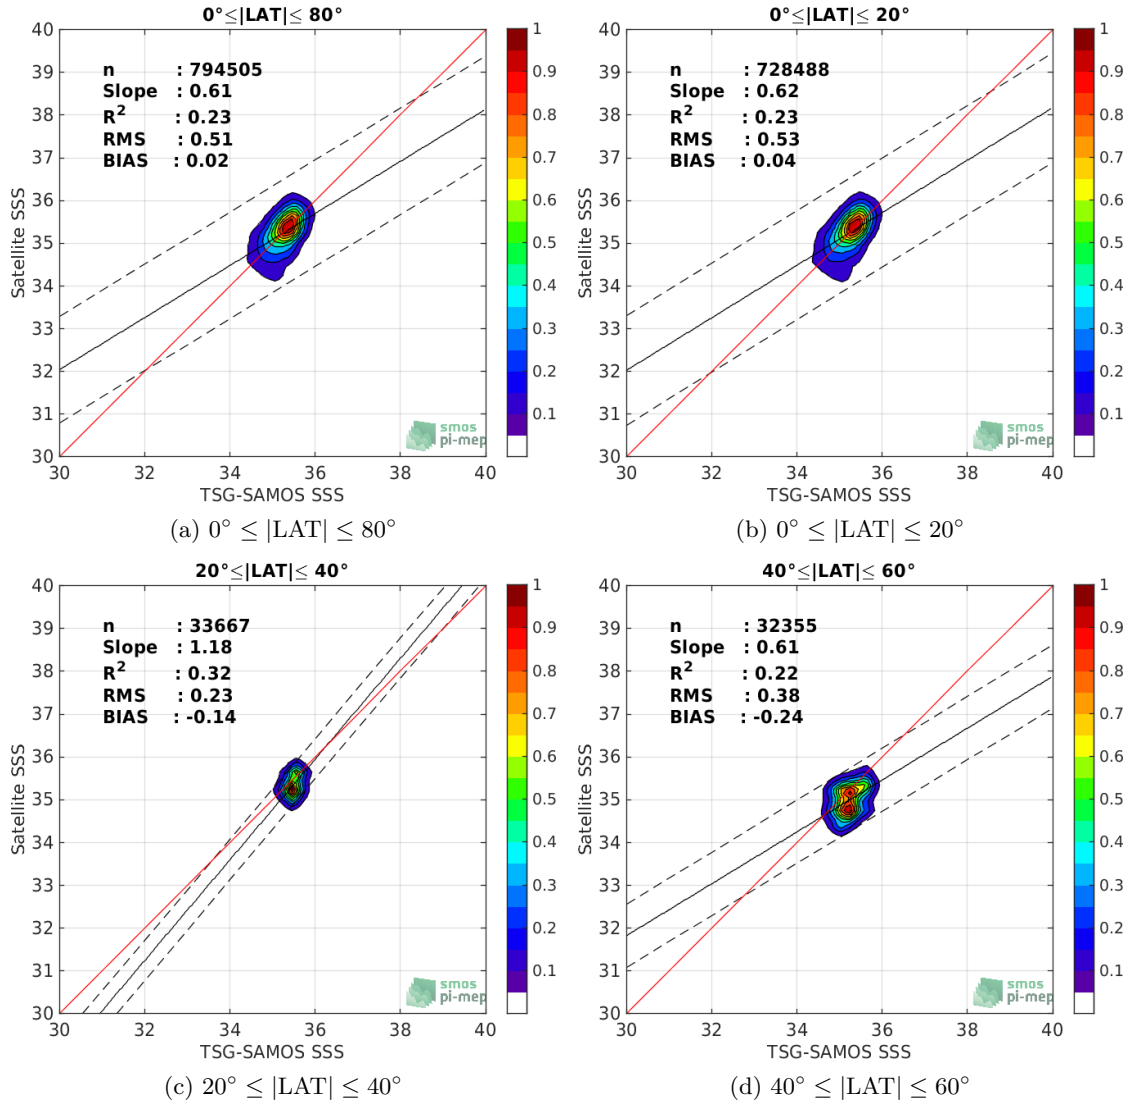 0°≤|LAT|≤ 80°
n : 794505
Slope : 0.61
R² : 0.23
RMS : 0.51
BIAS : 0.02
40
39
38
37
36
35
34
33
32
31
30
30 32 34 36 38 40
Satellite SSS
TSG-SAMOS SSS
smos
pi-mep
1
0.9
0.8
0.7
0.6
0.5
0.4
0.3
0.2
0.1
(a) 0° ≤ |LAT| ≤ 80°
0°≤|LAT|≤ 20°
n : 728488
Slope : 0.62
R² : 0.23
RMS : 0.53
BIAS : 0.04
40
39
38
37
36
35
34
33
32
31
30
30 32 34 36 38 40
Satellite SSS
TSG-SAMOS SSS
smos
pi-mep
1
0.9
0.8
0.7
0.6
0.5
0.4
0.3
0.2
0.1
(b) 0° ≤ |LAT| ≤ 20°
20°≤|LAT|≤ 40°
n : 33667
Slope : 1.18
R² : 0.32
RMS : 0.23
BIAS : -0.14
40
39
38
37
36
35
34
33
32
31
30
30 32 34 36 38 40
Satellite SSS
TSG-SAMOS SSS
smos
pi-mep
1
0.9
0.8
0.7
0.6
0.5
0.4
0.3
0.2
0.1
(c) 20° ≤ |LAT| ≤ 40°
40°≤|LAT|≤ 60°
n : 32355
Slope : 0.61
R² : 0.22
RMS : 0.38
BIAS : -0.24
40
39
38
37
36
35
34
33
32
31
30
30 32 34 36 38 40
Satellite SSS
TSG-SAMOS SSS
smos
pi-mep
1
0.9
0.8
0.7
0.6
0.5
0.4
0.3
0.2
0.1
(d) 40° ≤ |LAT| ≤ 60°